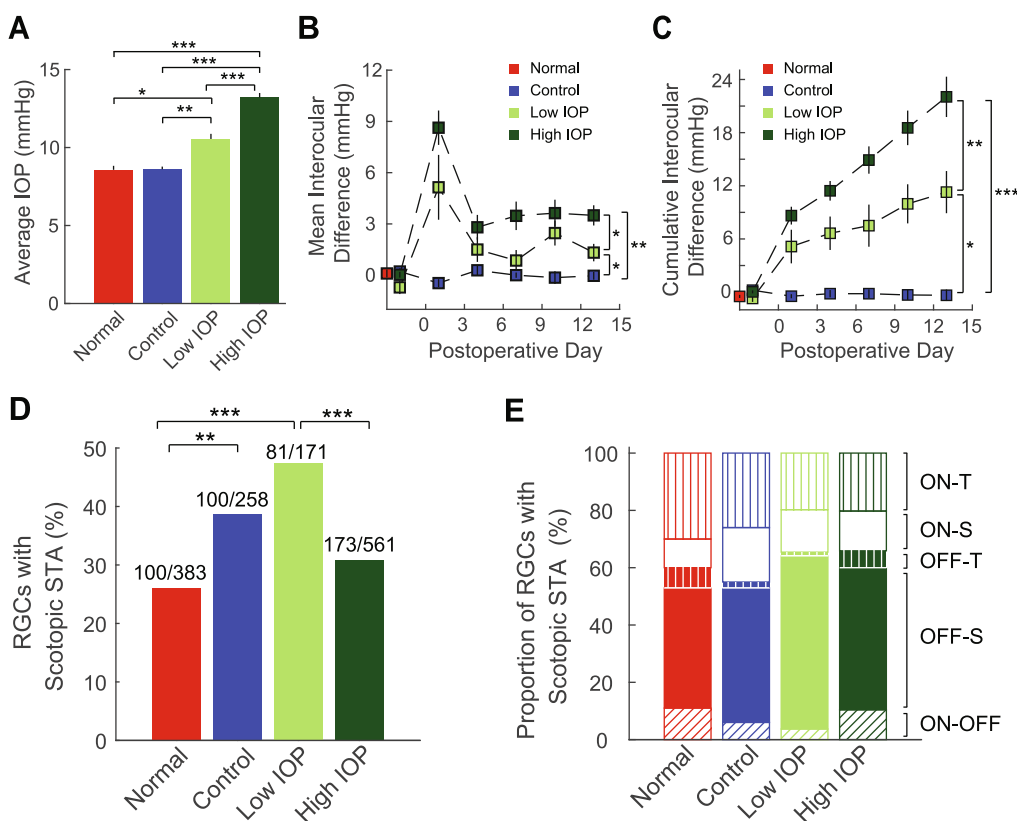 A
Average IOP (mmHg)
15
10
5
0
***
***
***
*
**
Normal
Control
Low IOP
High IOP
B
Mean Interocular
Difference (mmHg)
12
9
6
3
0
Normal
Control
Low IOP
High IOP
*
*
**
0
3
6
9
12
15
Postoperative Day
C
Cumulative Interocular
Difference (mmHg)
24
18
12
6
0
Normal
Control
Low IOP
High IOP
**
*
***
0
3
6
9
12
15
Postoperative Day
D
RGCs with
Scotopic STA (%)
50
40
30
20
10
0
***
***
**
100/383
100/258
81/171
173/561
Normal
Control
Low IOP
High IOP
E
Proportion of RGCs with
Scotopic STA (%)
100
80
60
40
20
0
ON-T
ON-S
OFF-T
OFF-S
ON-OFF
Normal
Control
Low IOP
High IOP